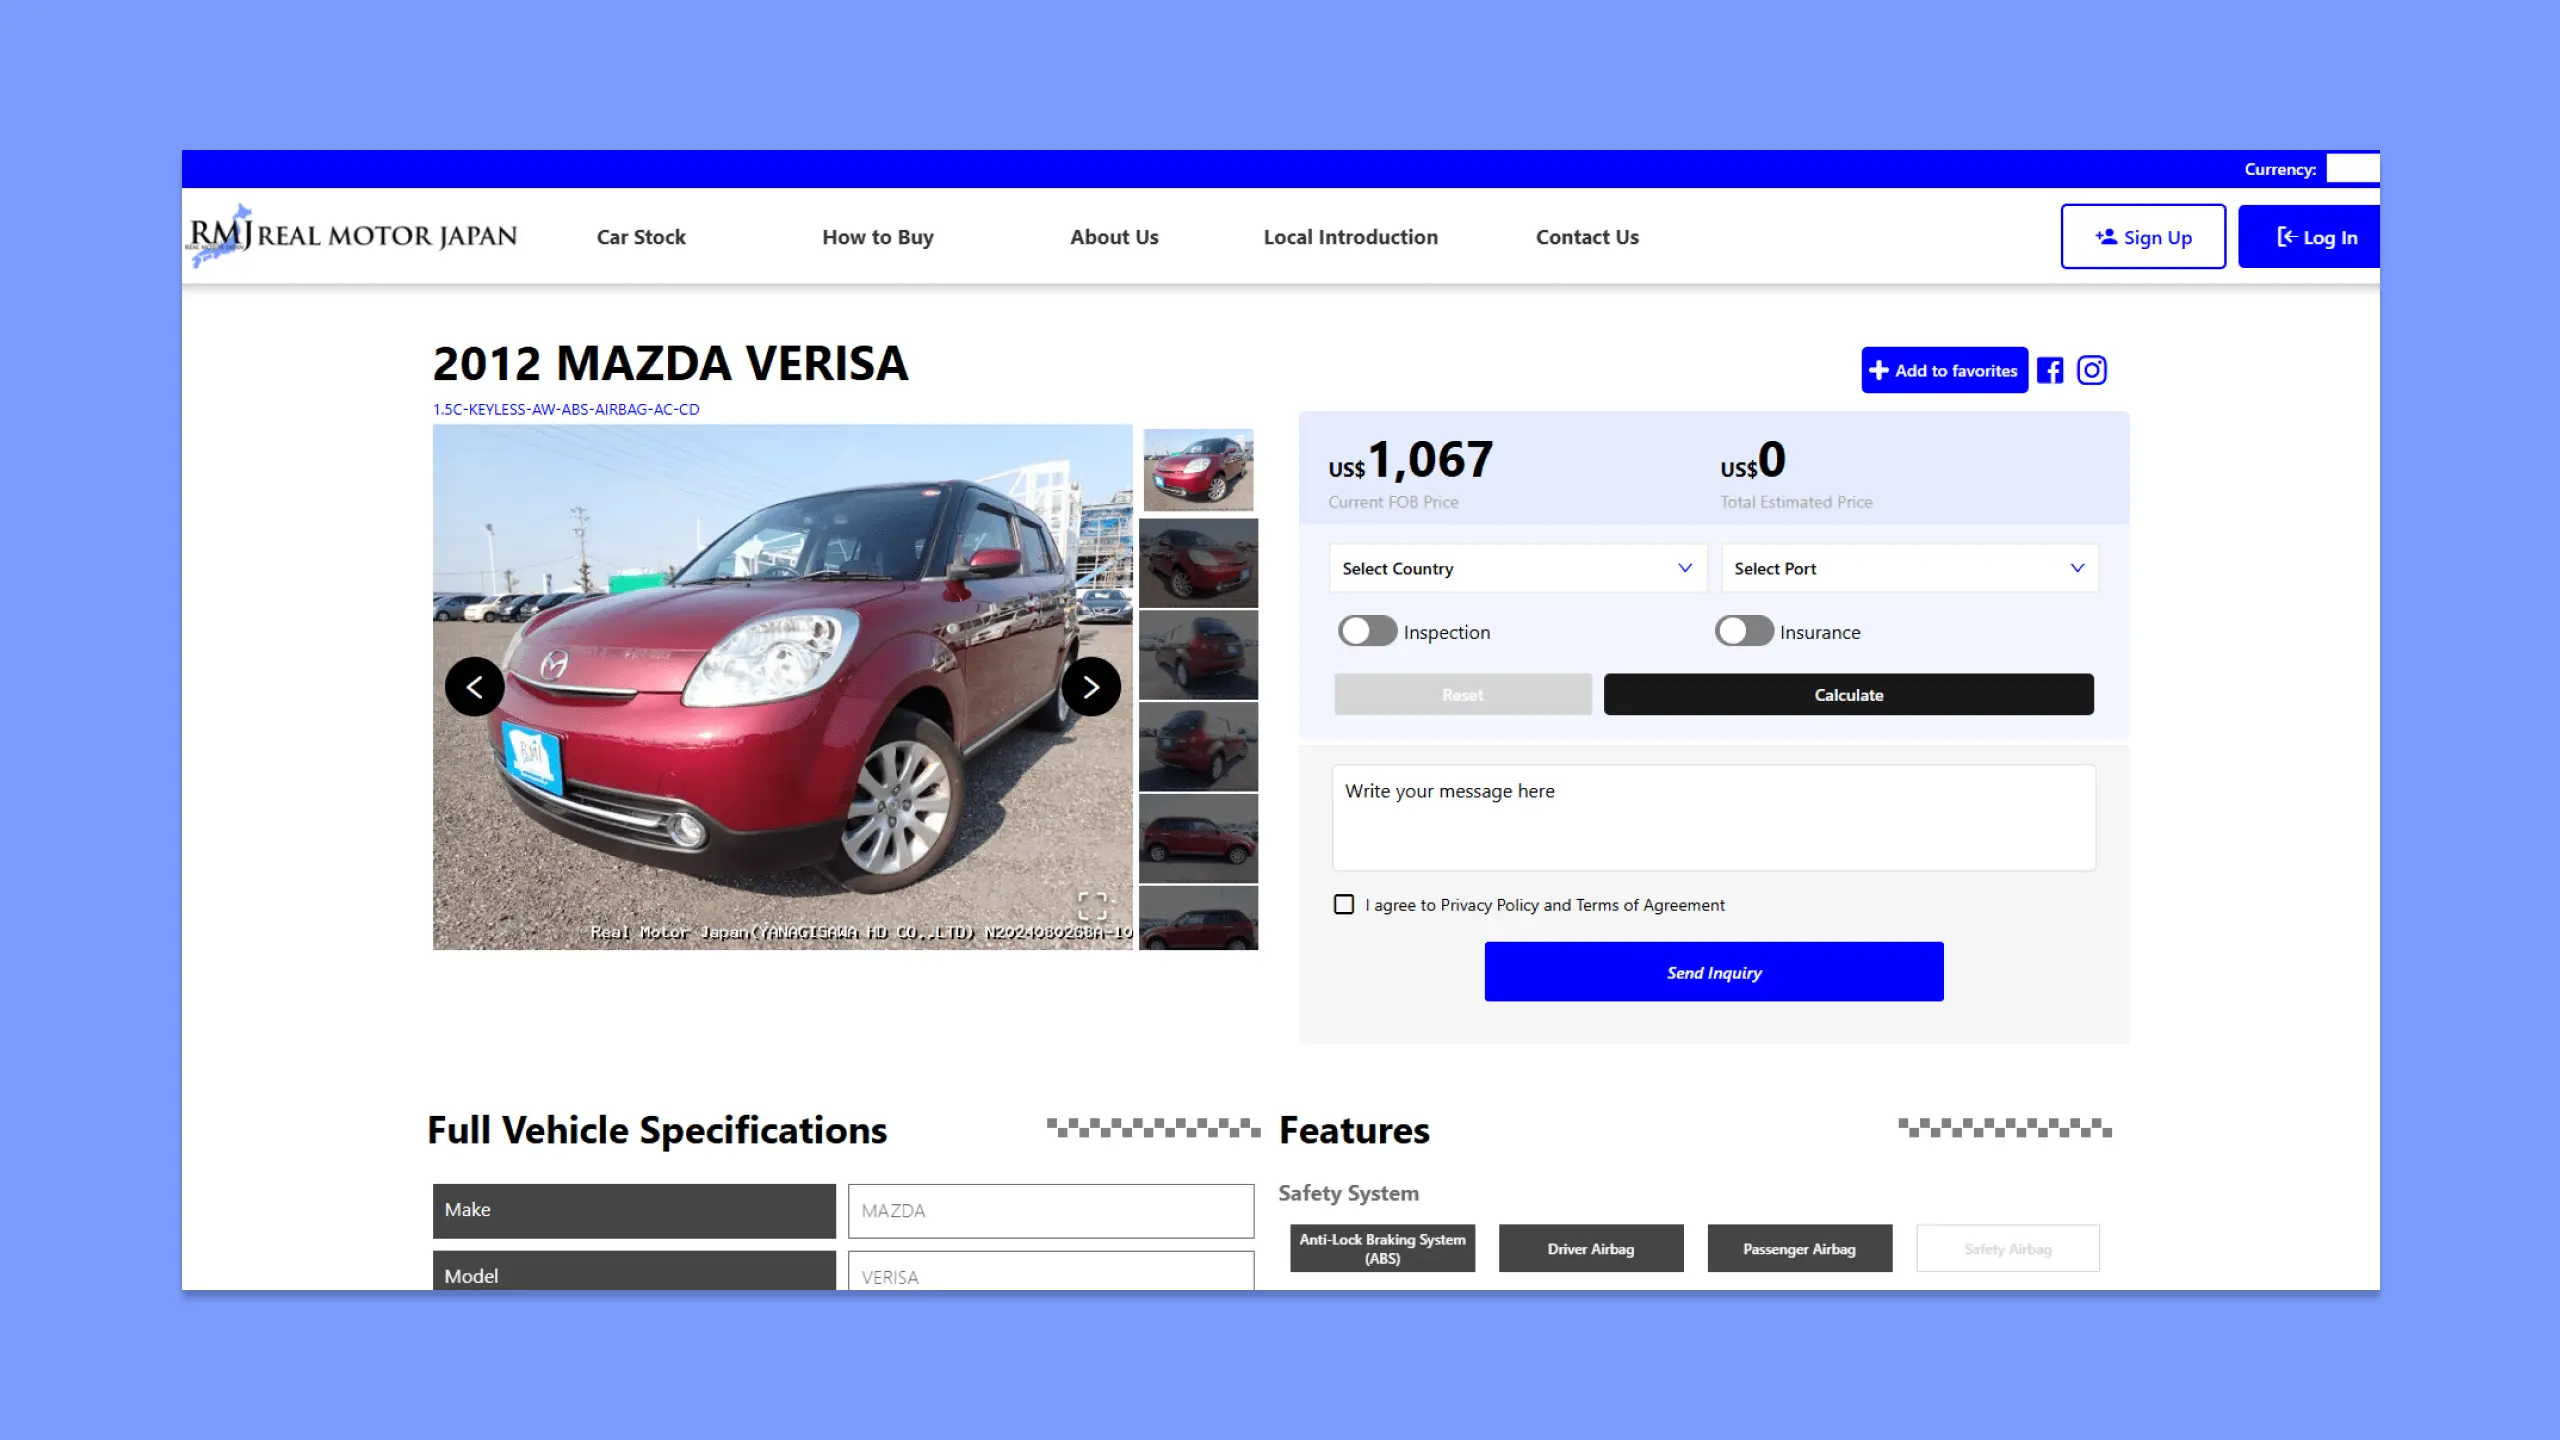 Currency:
RMJ REAL MOTOR JAPAN
Car Stock
How to Buy
About Us
Local Introduction
Contact Us
Sign Up
Log In
2012 MAZDA VERISA
1.5C-KEYLESS-AW-ABS-AIRBAG-AC-CD
Add to favorites
RMJ
Real Motor Japan(YANAGISAWA HD CO.,LTD) N2024080268A-10
US$1,067
Current FOB Price
US$0
Total Estimated Price
Select Country
Select Port
Inspection
Insurance
Reset
Calculate
Write your message here
I agree to Privacy Policy and Terms of Agreement
Send Inquiry
Full Vehicle Specifications
Make
MAZDA
Model
VERISA
Features
Safety System
Anti-Lock Braking System
(ABS)
Driver Airbag
Passenger Airbag
Safety Airbag